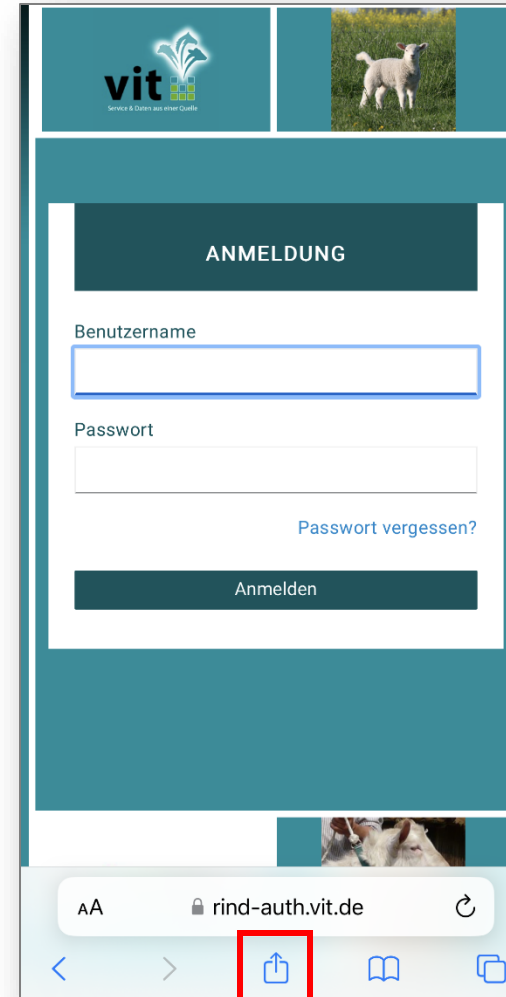 vit
Service & Daten aus einer Quelle
ANMELDUNG
Benutzername
Passwort
Passwort vergessen?
Anmelden
AA
rind-auth.vit.de